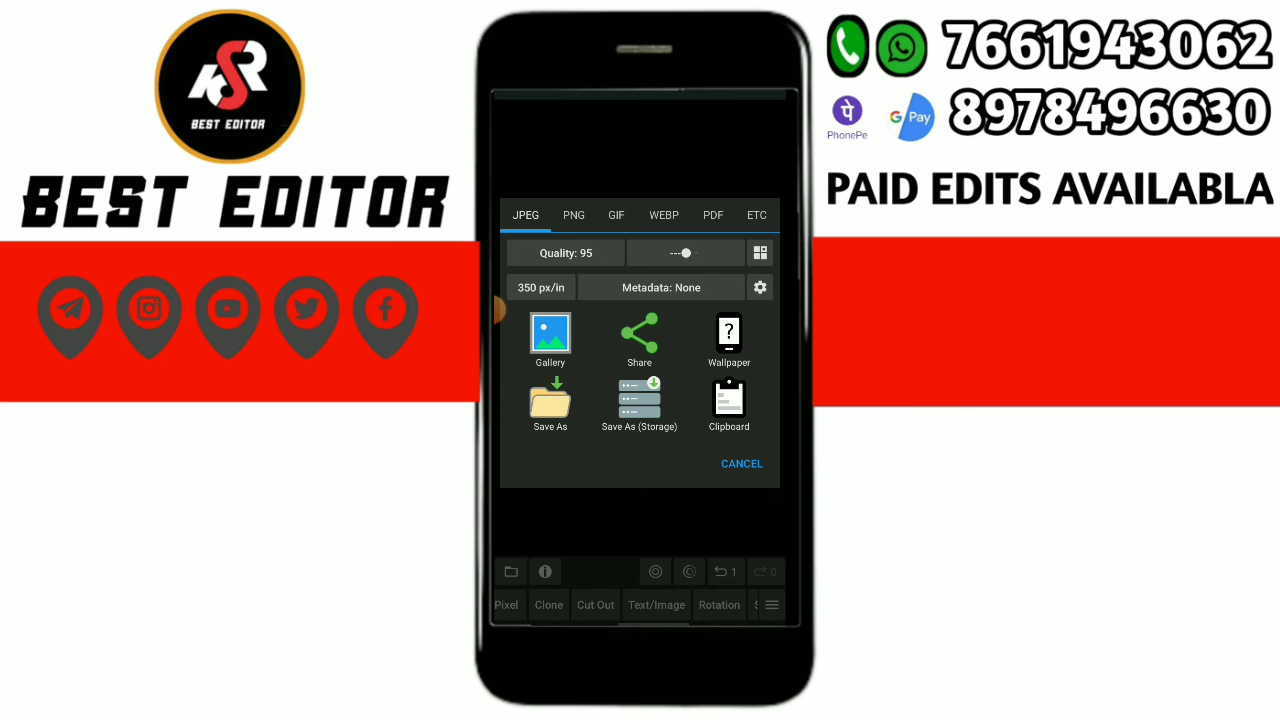 KSR
BEST EDITOR
BEST EDITOR
7661943062
8978496630
PhonePe
G Pay
PAID EDITS AVAILABLA
JPEG PNG GIF WEBP PDF ETC
Quality: 95
350 px/in Metadata: None
Gallery Share Wallpaper
Save As Save As (Storage) Clipboard
CANCEL
1 0
Pixel Clone Cut Out Text/Image Rotation S